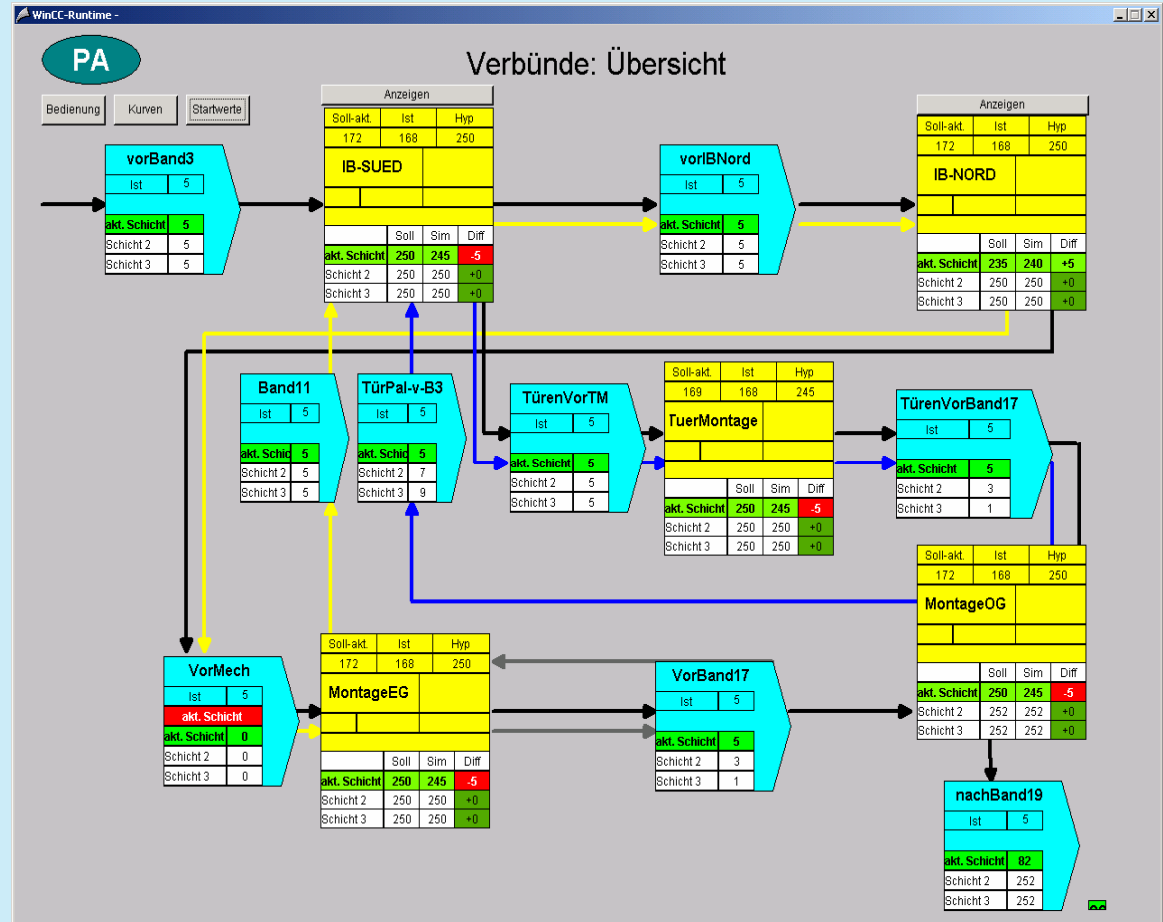 WinCC-Runtime -
PA
Verbünde: Übersicht
Bedienung Kurven Startwerte
Anzeigen
Soll-akt. Ist Hyp
172 168 250
IB-SUED
Soll Sim Diff
akt. Schicht 250 245 -5
Schicht 2 250 250 +0
Schicht 3 250 250 +0
Anzeigen
Soll-akt. Ist Hyp
172 168 250
IB-NORD
Soll Sim Diff
akt. Schicht 235 240 +5
Schicht 2 250 250 +0
Schicht 3 250 250 +0
vorBand3
Ist 5
akt. Schicht 5
Schicht 2 5
Schicht 3 5
vorIBNord
Ist 5
akt. Schicht 5
Schicht 2 5
Schicht 3 5
Band11
Ist 5
akt. Schic 5
Schicht 2 5
Schicht 3 5
TürPal-v-B3
Ist 5
akt. Schic 5
Schicht 2 7
Schicht 3 9
TürenVorTM
Ist 5
akt. Schicht 5
Schicht 2 5
Schicht 3 5
Soll-akt. Ist Hyp
169 168 245
TuerMontage
Soll Sim Diff
akt. Schicht 250 245 -5
Schicht 2 250 250 +0
Schicht 3 250 250 +0
TürenVorBand17
Ist 5
akt. Schicht 5
Schicht 2 3
Schicht 3 1
Soll-akt. Ist Hyp
172 168 250
MontageOG
Soll Sim Diff
akt. Schicht 250 245 -5
Schicht 2 252 252 +0
Schicht 3 252 252 +0
VorMech
Ist 5
akt. Schicht
akt. Schicht 0
Schicht 2 0
Schicht 3 0
Soll-akt. Ist Hyp
172 168 250
MontageEG
Soll Sim Diff
akt. Schicht 250 245 -5
Schicht 2 250 250 +0
Schicht 3 250 250 +0
VorBand17
Ist 5
akt. Schicht 5
Schicht 2 3
Schicht 3 1
nachBand19
Ist 5
akt. Schicht 82
Schicht 2 252
Schicht 3 252